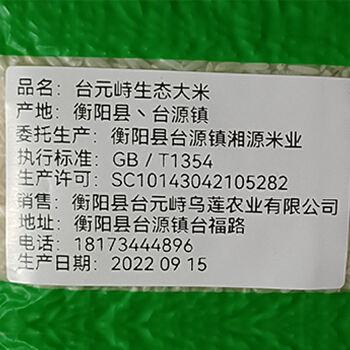 品名：台元峙生态大米
产地：衡阳县、台源镇
委托生产：衡阳县台源镇湘源米业
执行标准：GB / T1354
生产许可：SC10143042105282
销售：衡阳县台元峙乌莲农业有限公司
地址：衡阳县台源镇台福路
电话：18173444896
生产日期：2022 09 15